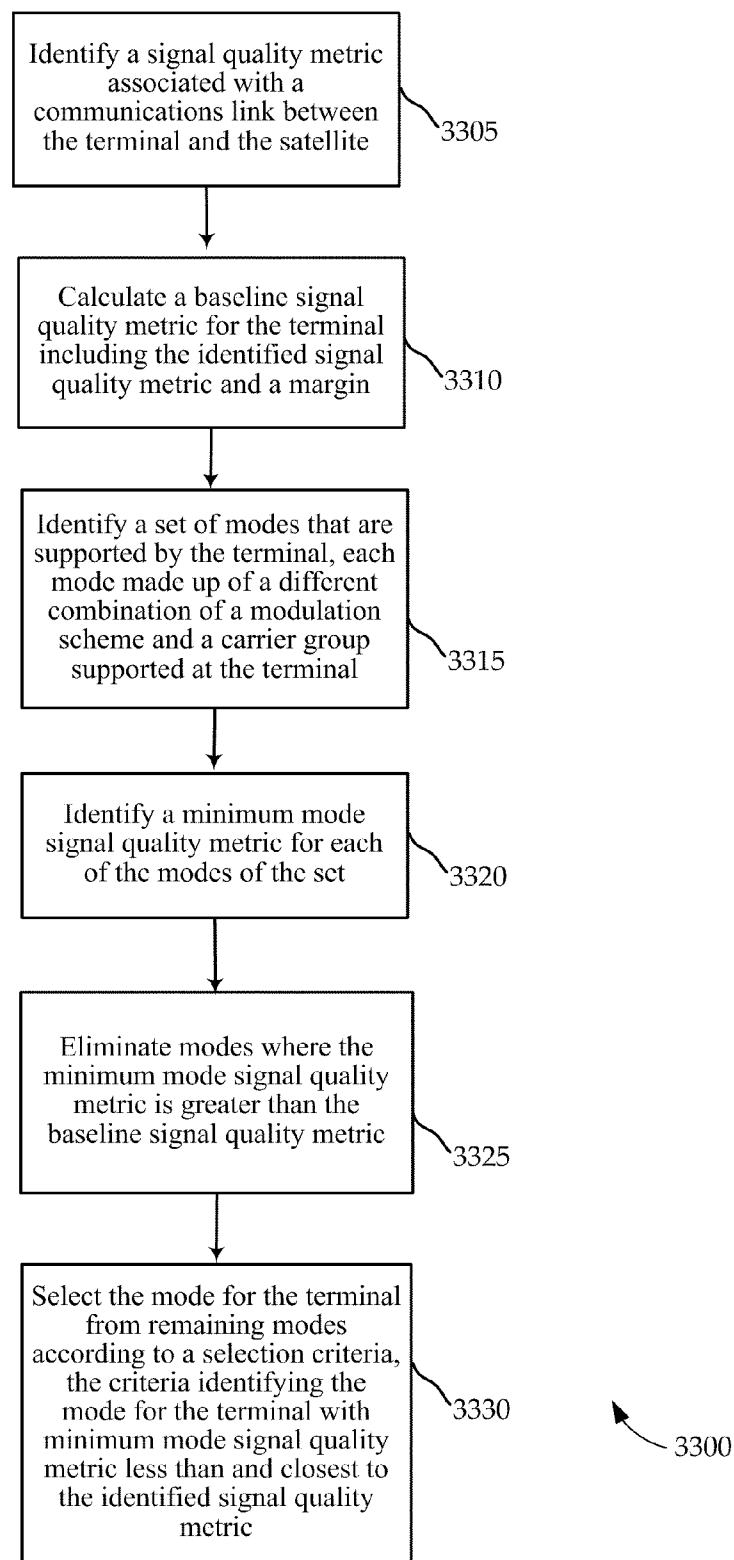 Identify a signal quality metric
associated with a
communications link between
the terminal and the satellite
3305
Calculate a baseline signal
quality metric for the terminal
including the identified signal
quality metric and a margin
3310
Identify a set of modes that are
supported by the terminal, each
mode made up of a different
combination of a modulation
scheme and a carrier group
supported at the terminal
3315
Identify a minimum mode
signal quality metric for each
of the modes of the set
3320
Eliminate modes where the
minimum mode signal quality
metric is greater than the
baseline signal quality metric
3325
Select the mode for the terminal
from remaining modes
according to a selection criteria,
the criteria identifying the
mode for the terminal with
minimum mode signal quality
metric less than and closest to
the identified signal quality
metric
3330
3300